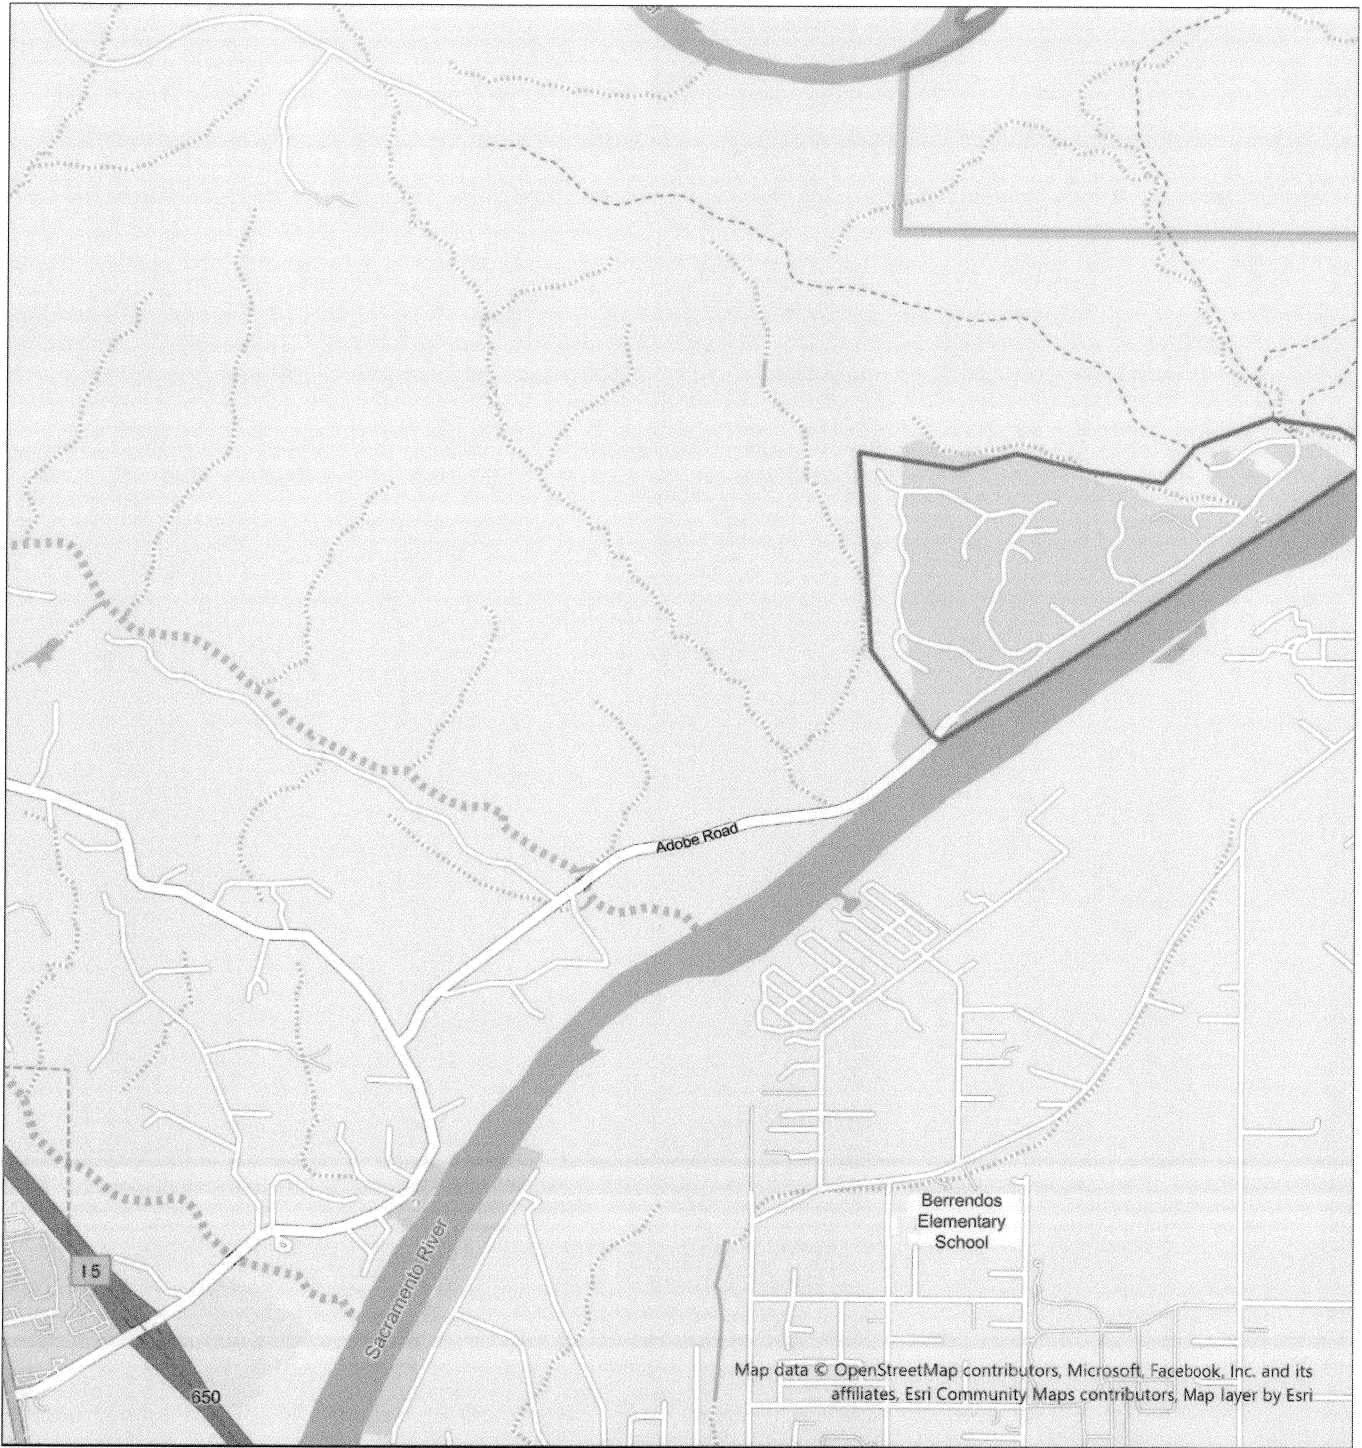 Adobe Road
Berrendos
Elementary
School
Sacramento River
I 5
650
Map data © OpenStreetMap contributors, Microsoft, Facebook, Inc. and its
affiliates, Esri Community Maps contributors, Map layer by Esri